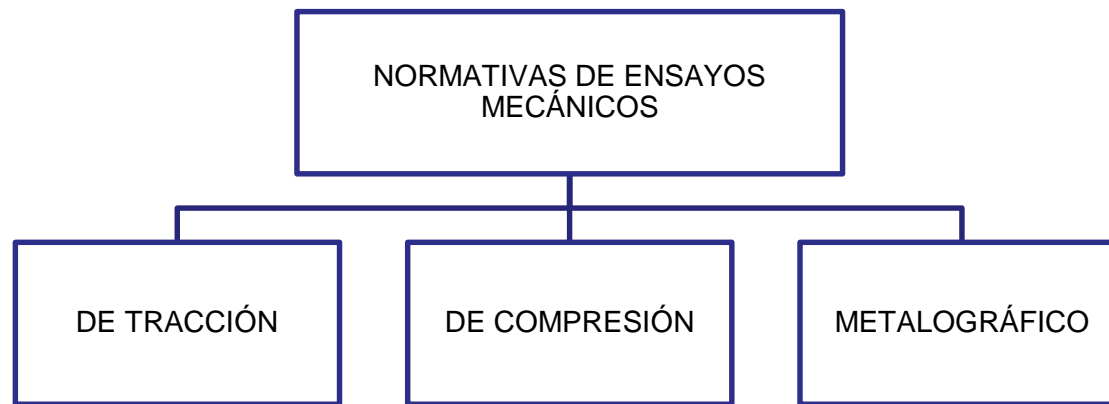 NORMATIVAS DE ENSAYOS
MECÁNICOS
DE TRACCIÓN
DE COMPRESIÓN
METALOGRÁFICO